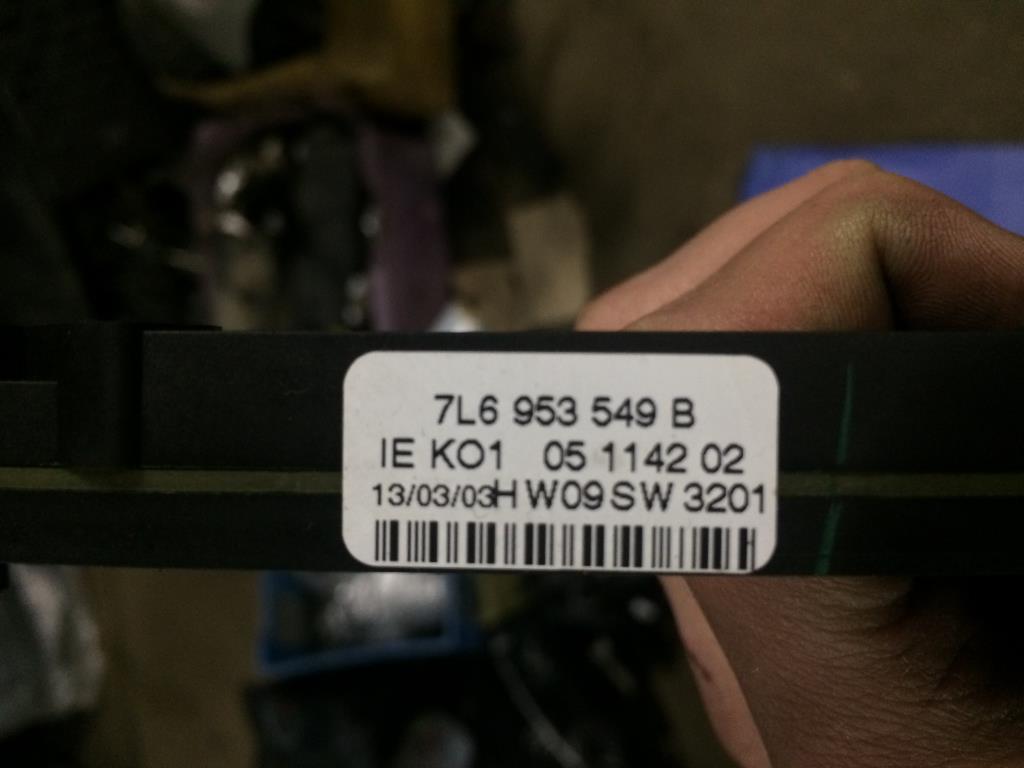 7L6 953 549 B
IE KO1 05 1142 02
13/03/03H W09 SW 3201